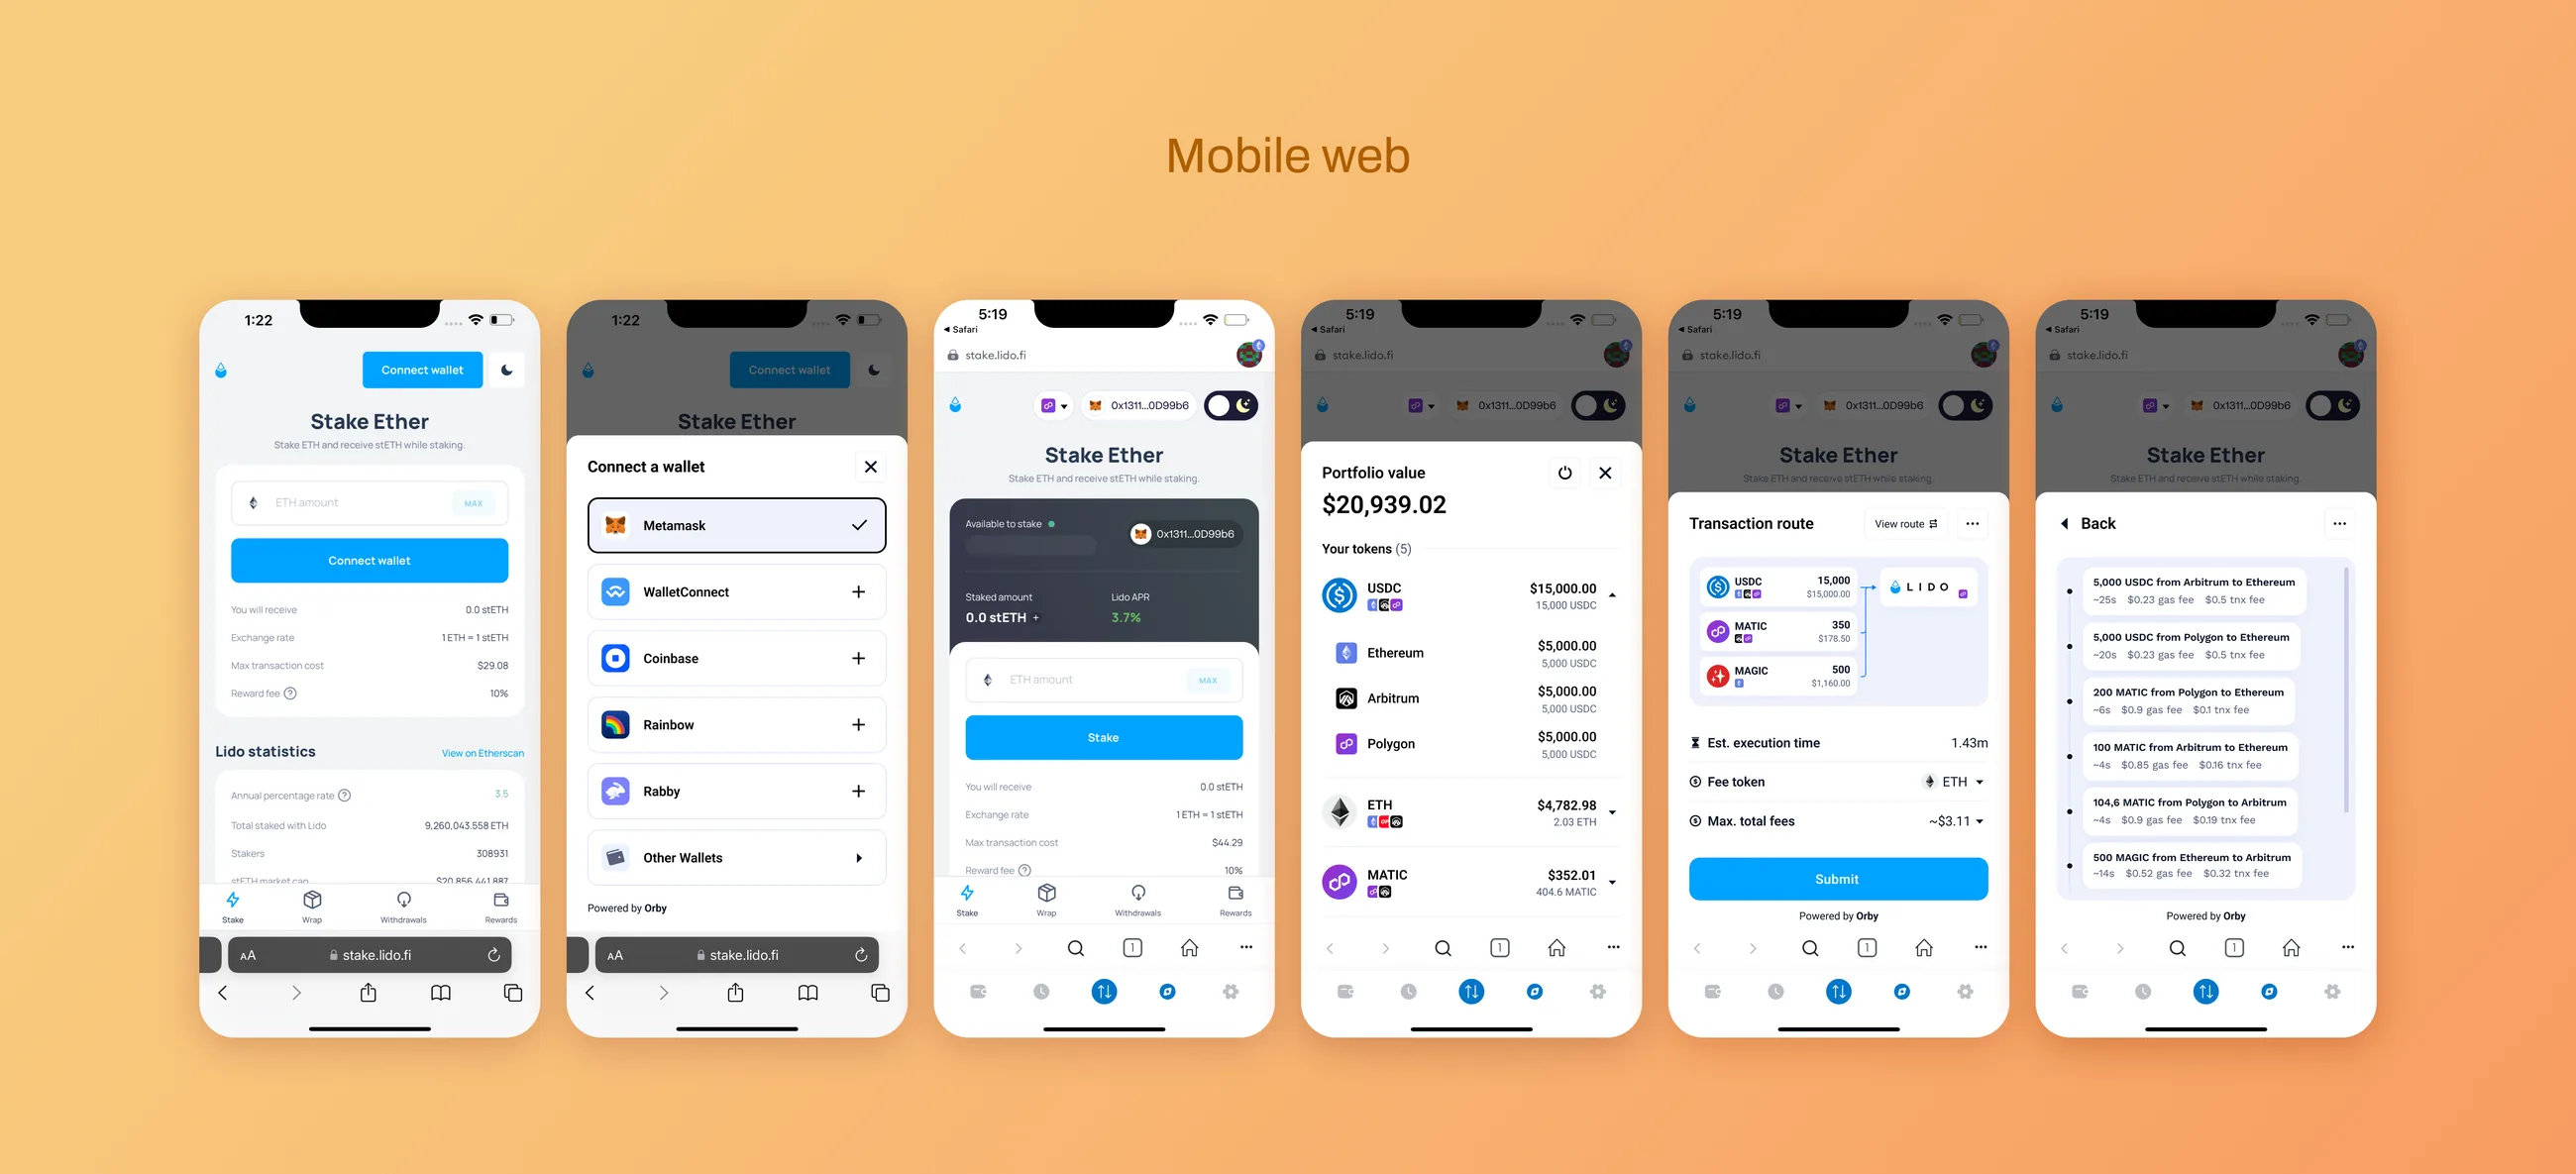 Mobile web
1:22
Connect wallet
Stake Ether
Stake ETH and receive stETH while staking.
ETH amount
MAX
Connect wallet
You will receive 0.0 stETH
Exchange rate 1 ETH = 1 stETH
Max transaction cost $29.08
Reward fee ? 10%
Lido statistics View on Etherscan
Annual percentage rate ? 3.5
Total staked with Lido 9,260,043.558 ETH
Stakers 308931
stETH market cap $20,856,441,887
Stake Wrap Withdrawals Rewards
AA stake.lido.fi
1:22
Connect wallet
Stake Ether
Connect a wallet
Metamask
WalletConnect
Coinbase
Rainbow
Rabby
Other Wallets
Powered by Orby
AA stake.lido.fi
5:19
Safari
stake.lido.fi
0x1311...0D99b6
Stake Ether
Stake ETH and receive stETH while staking.
Available to stake
0x1311...0D99b6
Staked amount Lido APR
0.0 stETH + 3.7%
ETH amount MAX
Stake
You will receive 0.0 stETH
Exchange rate 1 ETH = 1 stETH
Max transaction cost $44.29
Reward fee ? 10%
Stake Wrap Withdrawals Rewards
1
5:19
Safari
stake.lido.fi
0x1311...0D99b6
Portfolio value
$20,939.02
Your tokens (5)
USDC $15,000.00
15,000 USDC
Ethereum $5,000.00
5,000 USDC
Arbitrum $5,000.00
5,000 USDC
Polygon $5,000.00
5,000 USDC
ETH $4,782.98
OP 2.03 ETH
MATIC $352.01
404.6 MATIC
1
5:19
Safari
stake.lido.fi
0x1311...0D99b6
Stake Ether
Stake ETH and receive stETH while staking.
Transaction route View route
USDC 15,000
$15,000.00
LIDO
MATIC 350
$178.50
MAGIC 500
$1,160.00
Est. execution time 1.43m
Fee token ETH
Max. total fees ~$3.11
Submit
Powered by Orby
1
5:19
Safari
stake.lido.fi
0x1311...0D99b6
Stake Ether
Stake ETH and receive stETH while staking.
Back
5,000 USDC from Arbitrum to Ethereum
~25s $0.23 gas fee $0.5 tnx fee
5,000 USDC from Polygon to Ethereum
~20s $0.23 gas fee $0.5 tnx fee
200 MATIC from Polygon to Ethereum
~6s $0.9 gas fee $0.1 tnx fee
100 MATIC from Arbitrum to Ethereum
~4s $0.85 gas fee $0.16 tnx fee
104,6 MATIC from Polygon to Arbitrum
~4s $0.9 gas fee $0.19 tnx fee
500 MAGIC from Ethereum to Arbitrum
~14s $0.52 gas fee $0.32 tnx fee
Powered by Orby
1